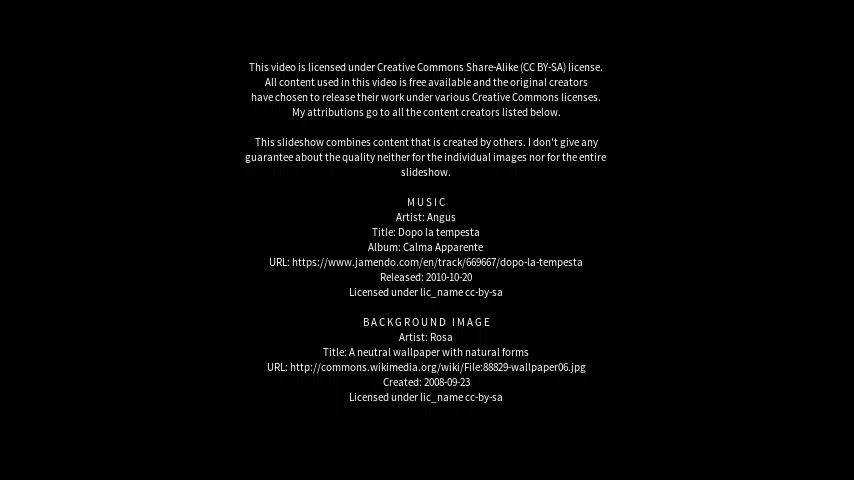 This video is licensed under Creative Commons Share-Alike (CC BY-SA) license.
All content used in this video is free available and the original creators
have chosen to release their work under various Creative Commons licenses.
My attributions go to all the content creators listed below.
This slideshow combines content that is created by others. I don't give any
guarantee about the quality neither for the individual images nor for the entire
slideshow.
MUSIC
Artist: Angus
Title: Dopo la tempesta
Album: Calma Apparente
URL: https://www.jamendo.com/en/track/669667/dopo-la-tempesta
Released: 2010-10-20
Licensed under lic_name cc-by-sa
BACKGROUND IMAGE
Artist: Rosa
Title: A neutral wallpaper with natural forms
URL: http://commons.wikimedia.org/wiki/File:88829-wallpaper06.jpg
Created: 2008-09-23
Licensed under lic_name cc-by-sa